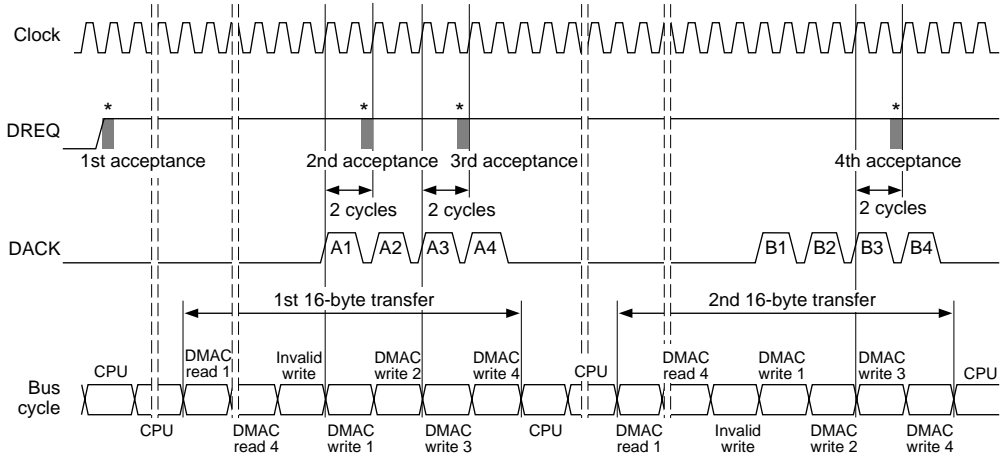 Clock
* * * *
DREQ
1st acceptance 2nd acceptance 3rd acceptance 4th acceptance
2 cycles 2 cycles 2 cycles
DACK A1 A2 A3 A4 B1 B2 B3 B4
1st 16-byte transfer 2nd 16-byte transfer
CPU
DMAC
read 1
Invalid
write
DMAC
write 2
DMAC
write 4
CPU
DMAC
read 4
DMAC
write 1
DMAC
write 3
CPU
Bus
cycle
CPU
DMAC
read 4
DMAC
write 1
DMAC
write 3
CPU
DMAC
read 1
Invalid
write
DMAC
write 2
DMAC
write 4